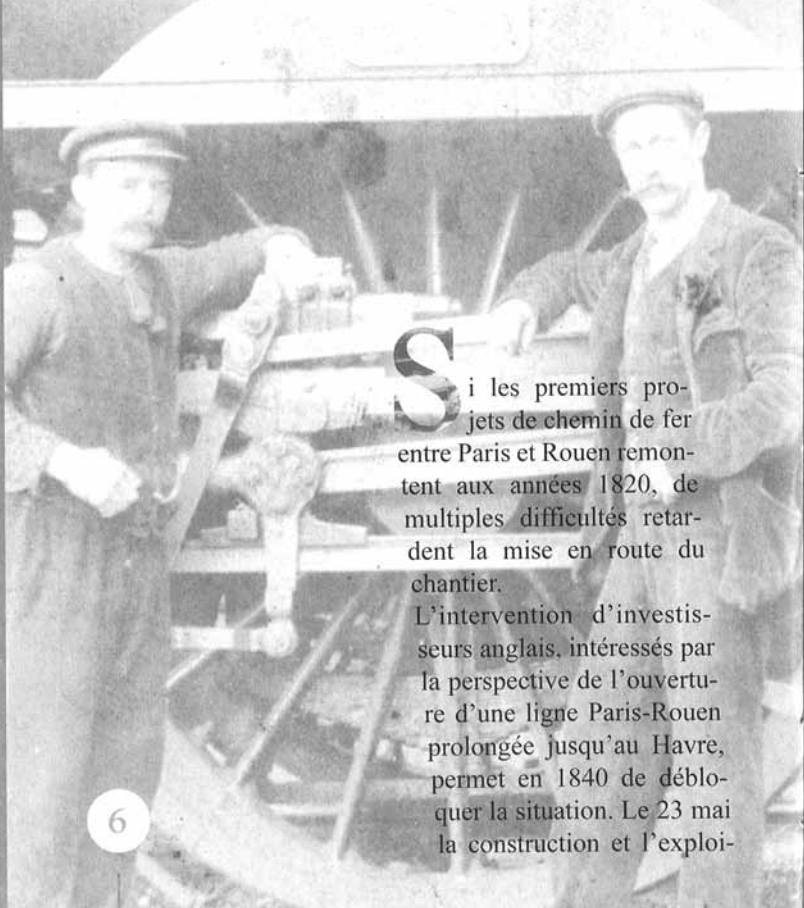 Si les premiers pro-
jets de chemin de fer
entre Paris et Rouen remon-
tent aux années 1820, de
multiples difficultés retar-
dent la mise en route du
chantier.
L’intervention d’investis-
seurs anglais, intéressés par
la perspective de l’ouvertu-
re d’une ligne Paris-Rouen
prolongée jusqu’au Havre,
permet en 1840 de déblo-
quer la situation. Le 23 mai
la construction et l’exploi-
6